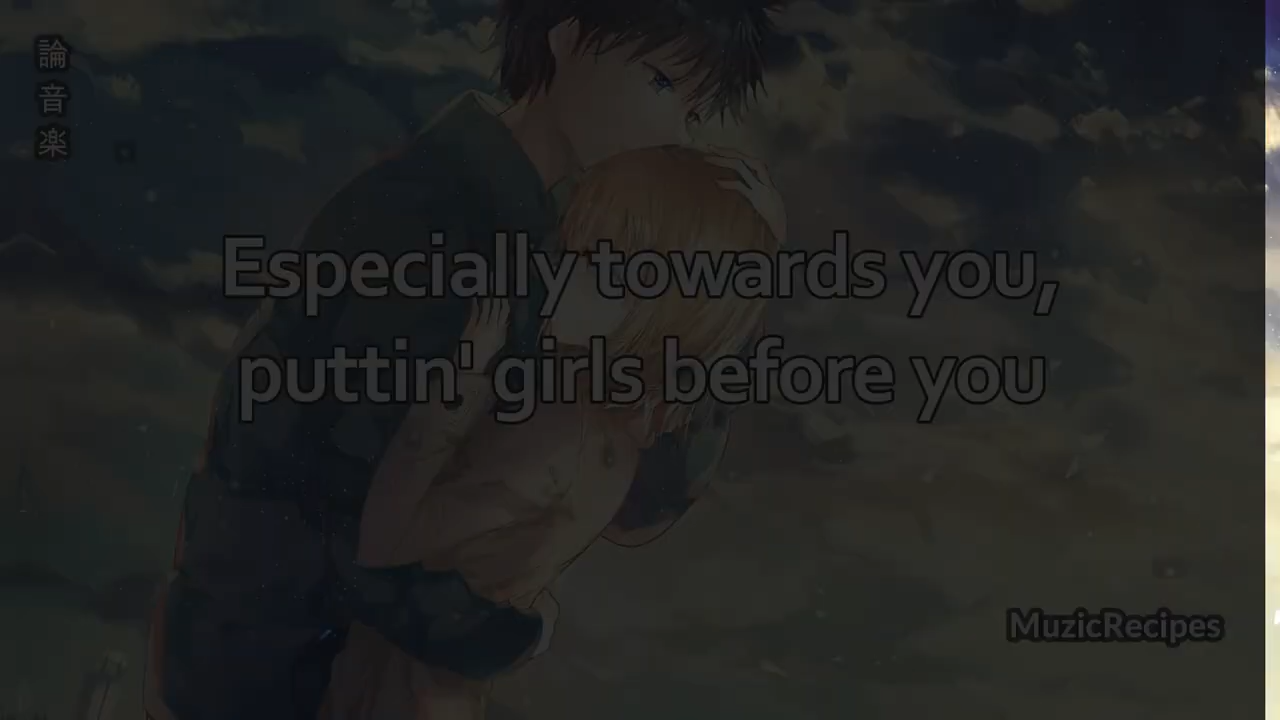 論
音
楽
Especially towards you,
puttin' girls before you
MuzicRecipes